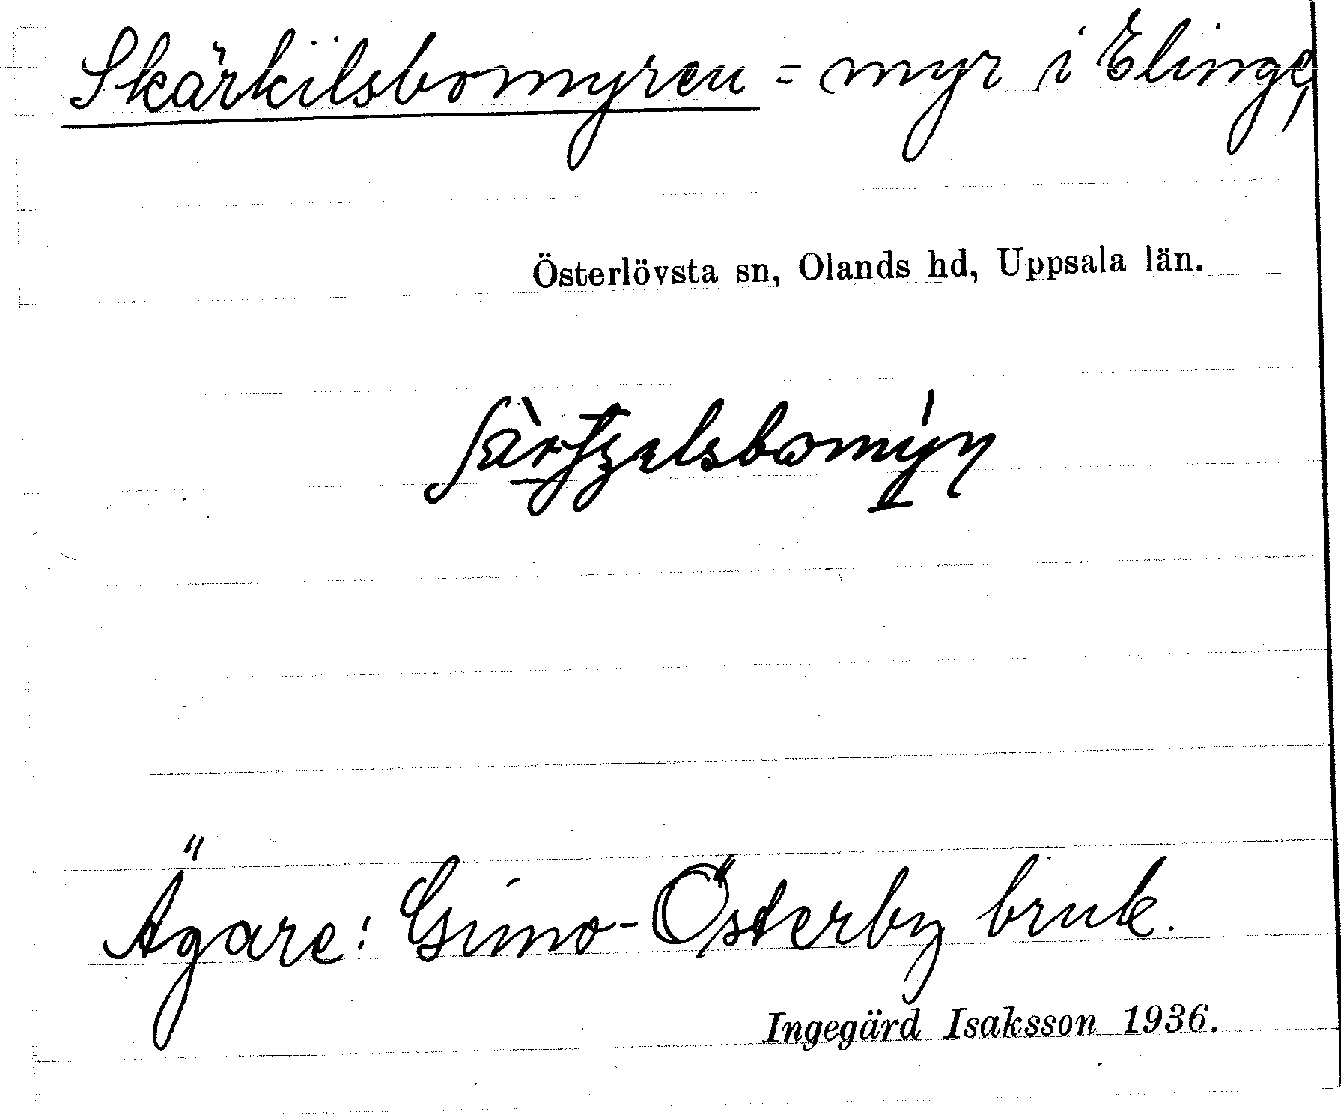 Skärkilsbomyren = myr i Elinge,
Österlövsta sn, Olands hd, Uppsala län.
Ägare: Gimo-Österby bruk.
Ingegärd Isaksson 1936.